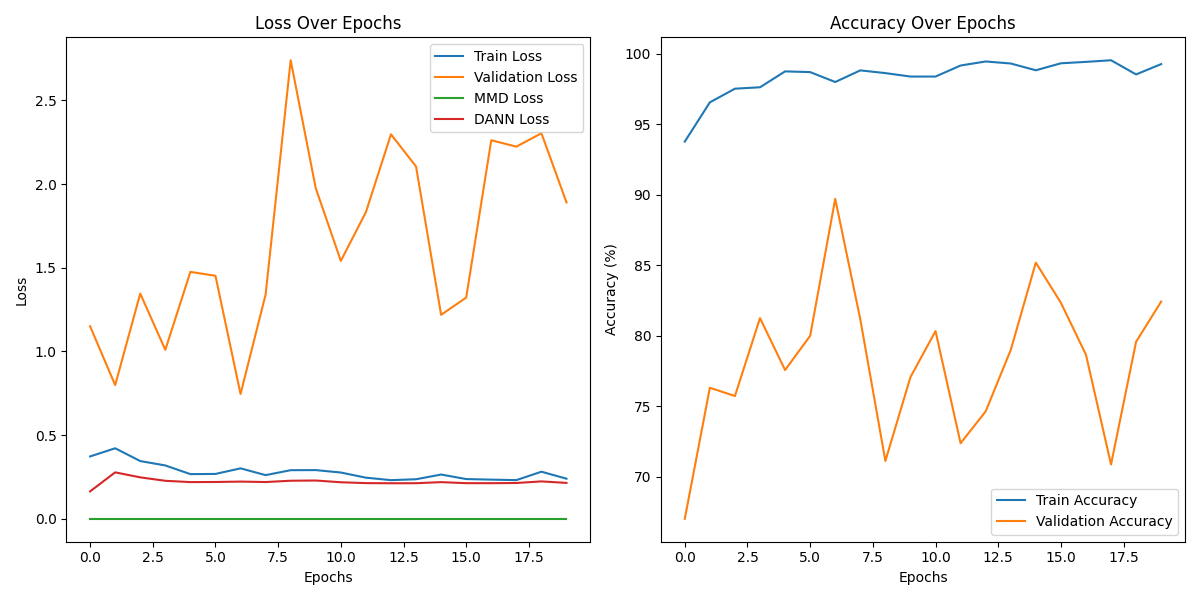 Loss Over Epochs
Train Loss
Validation Loss
MMD Loss
DANN Loss
2.5
2.0
1.5
1.0
0.5
0.0
Loss
0.0 2.5 5.0 7.5 10.0 12.5 15.0 17.5
Epochs
Accuracy Over Epochs
100
95
90
85
80
75
70
Accuracy (%)
Train Accuracy
Validation Accuracy
0.0 2.5 5.0 7.5 10.0 12.5 15.0 17.5
Epochs